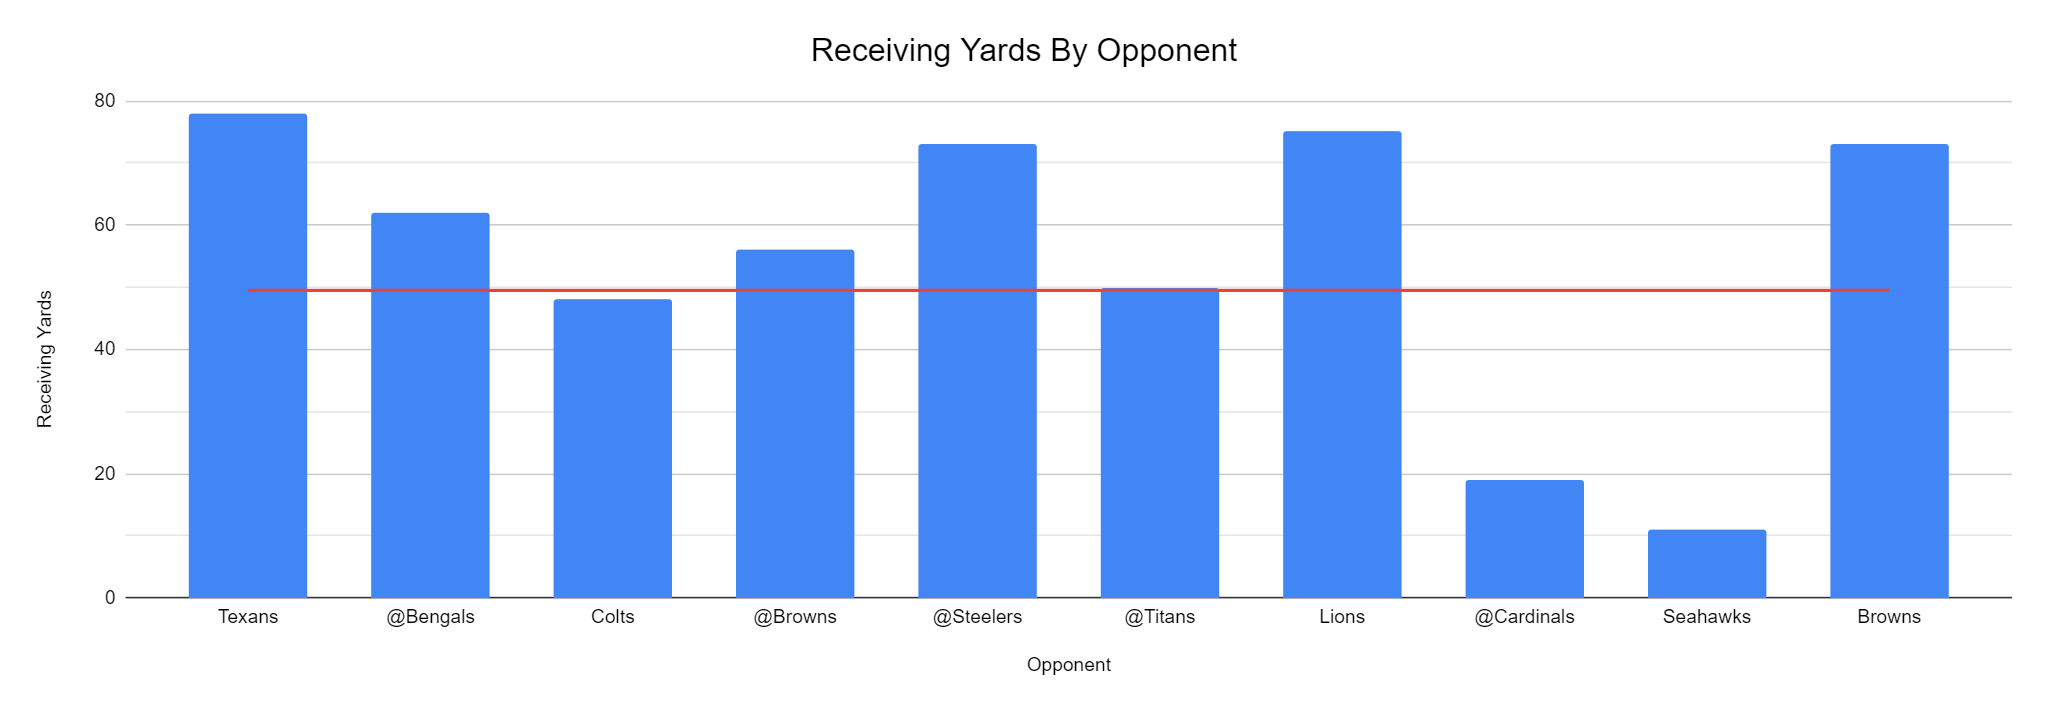 Receiving Yards By Opponent
80
60
40
20
0
Receiving Yards
Texans @Bengals Colts @Browns @Steelers @Titans Lions @Cardinals Seahawks Browns
Opponent